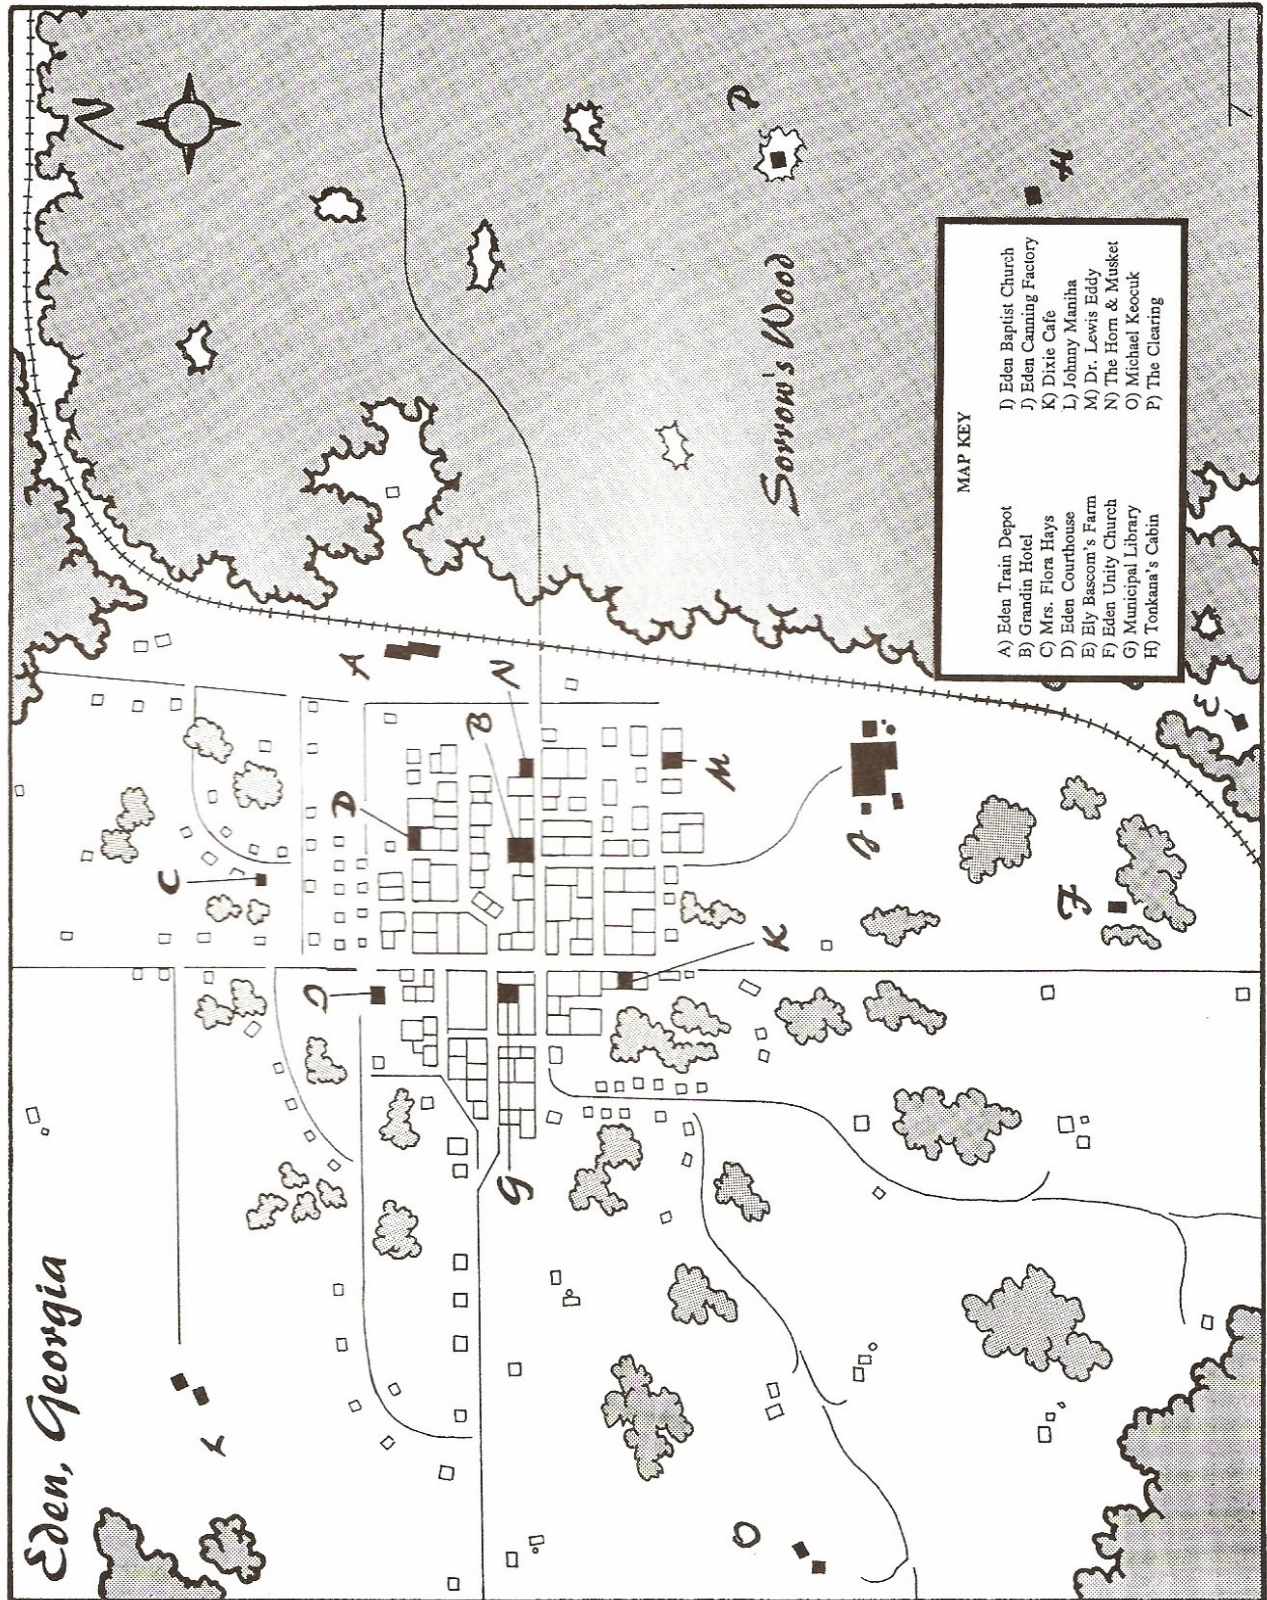 Eden, Georgia
N
C
L
I
D
A
B
N
G
M
P
O
K
Sorrow's Wood
J
H
F
E
MAP KEY
A) Eden Train Depot
B) Grandin Hotel
C) Mrs. Flora Hays
D) Eden Courthouse
E) Ely Bascom's Farm
F) Eden Unity Church
G) Municipal Library
H) Tonkana's Cabin
I) Eden Baptist Church
J) Eden Canning Factory
K) Dixie Cafe
L) Johnny Maniha
M) Dr. Lewis Eddy
N) The Horn & Musket
O) Michael Keocuk
P) The Clearing